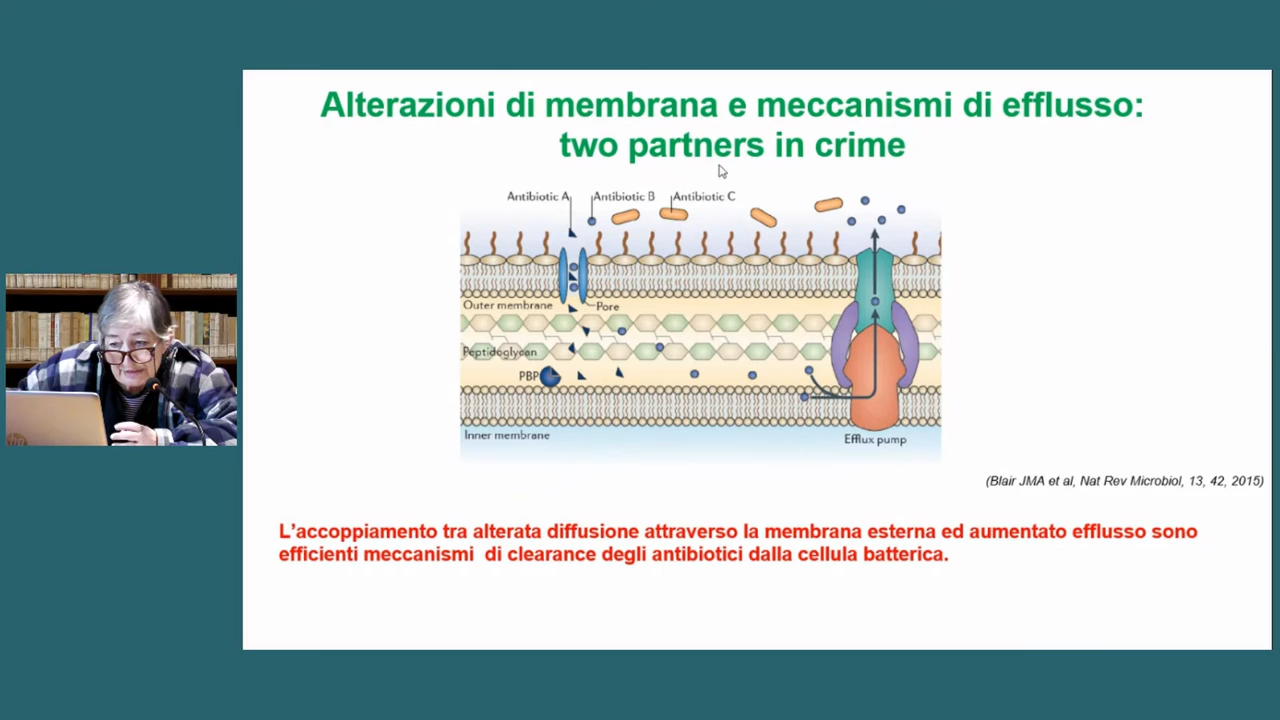 Alterazioni di membrana e meccanismi di efflusso:
two partners in crime
Antibiotic A Antibiotic B Antibiotic C
Outer membrane
Pore
Peptidoglycan
PBP
Inner membrane
Efflux pump
(Blair JMA et al, Nat Rev Microbiol, 13, 42, 2015)
L'accoppiamento tra alterata diffusione attraverso la membrana esterna ed aumentato efflusso sono
efficienti meccanismi di clearance degli antibiotici dalla cellula batterica.